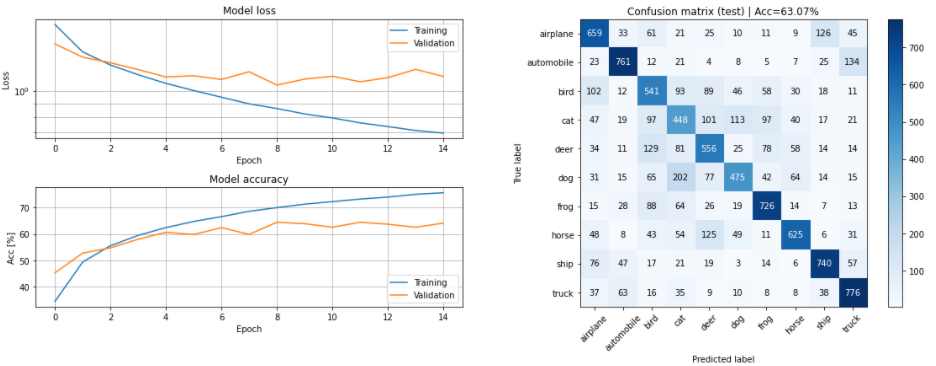 Model loss
Training
Validation
10⁰
Loss
0 2 4 6 8 10 12 14
Epoch
Model accuracy
70
60
50
40
Acc [%]
Training
Validation
0 2 4 6 8 10 12 14
Epoch
Confusion matrix (test) | Acc=63.07%
True label
airplane 659 33 61 21 25 10 11 9 126 45
automobile 23 761 12 21 4 8 5 7 25 134
bird 102 12 541 93 89 46 58 30 18 11
cat 47 19 97 448 101 113 97 40 17 21
deer 34 11 129 81 556 25 78 58 14 14
dog 31 15 65 202 77 475 42 64 14 15
frog 15 28 88 64 26 19 726 14 7 13
horse 48 8 43 54 125 49 11 625 6 31
ship 76 47 17 21 19 3 14 6 740 57
truck 37 63 16 35 9 10 8 8 38 776
airplane automobile bird cat deer dog frog horse ship truck
Predicted label
700
600
500
400
300
200
100